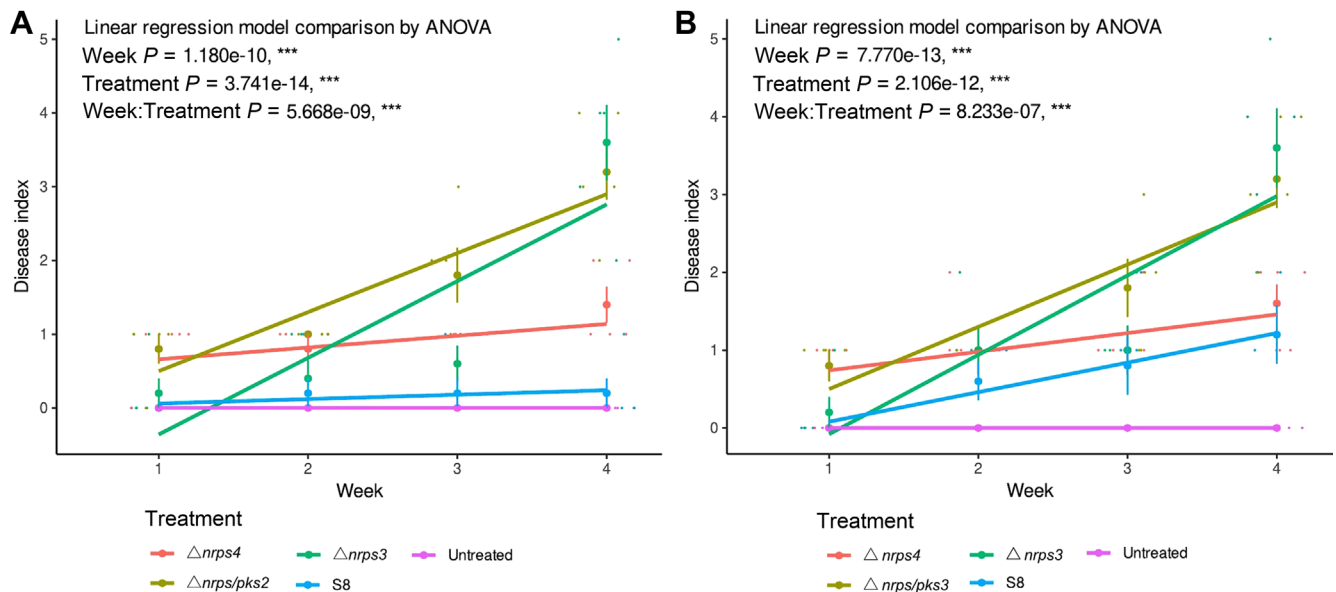 A
Linear regression model comparison by ANOVA
Week P = 1.180e-10, ***
Treatment P = 3.741e-14, ***
Week:Treatment P = 5.668e-09, ***
5
4
3
2
1
0
Disease index
1 2 3 4
Week
Treatment
△nrps4 △nrps3 Untreated
△nrps/pks2 S8
B
Linear regression model comparison by ANOVA
Week P = 7.770e-13, ***
Treatment P = 2.106e-12, ***
Week:Treatment P = 8.233e-07, ***
5
4
3
2
1
0
Disease index
1 2 3 4
Week
Treatment
△nrps4 △nrps3 Untreated
△nrps/pks3 S8